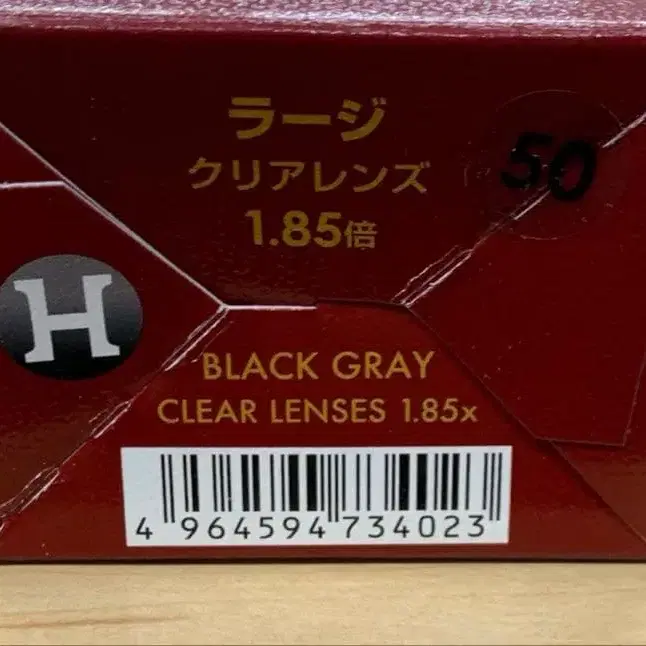 ラージ
クリアレンズ
1.85倍
50
H
BLACK GRAY
CLEAR LENSES 1.85x
4 964594 734023